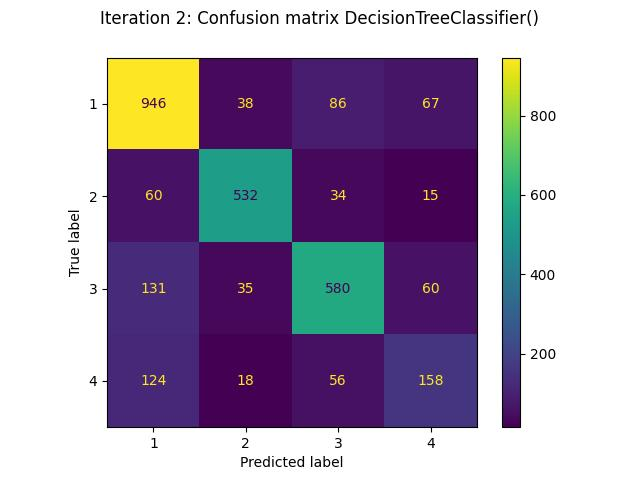 Iteration 2: Confusion matrix DecisionTreeClassifier()
1 946 38 86 67
2 60 532 34 15
3 131 35 580 60
4 124 18 56 158
1 2 3 4
True label
Predicted label
800
600
400
200